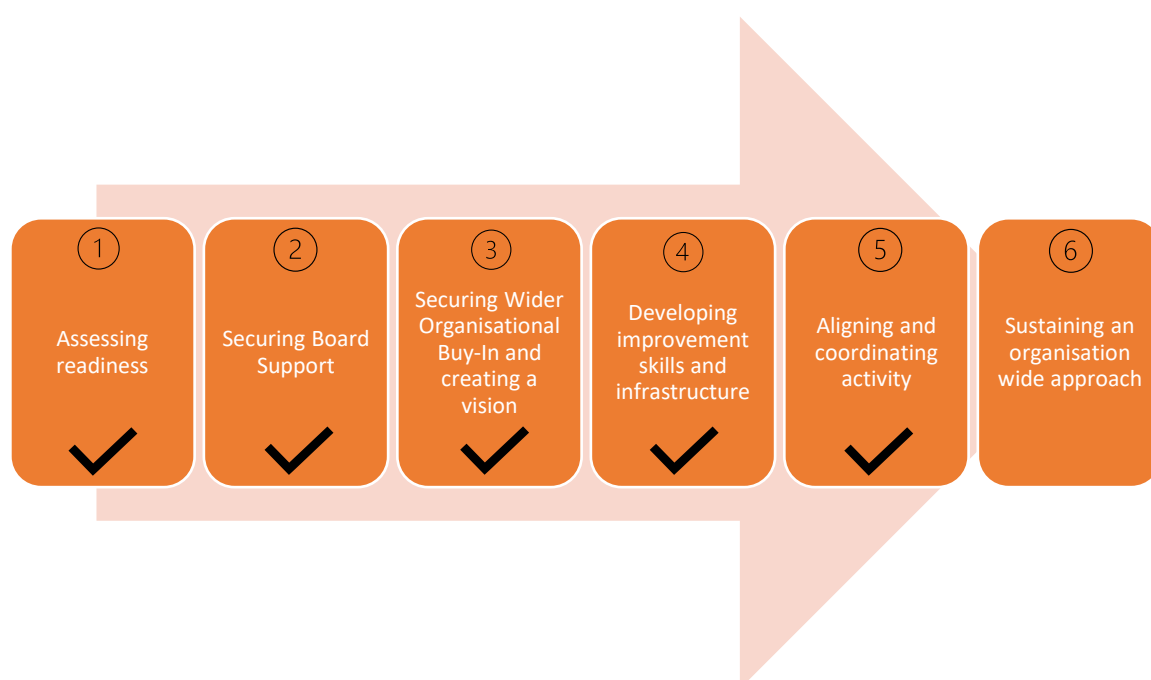 1
Assessing
readiness
2
Securing Board
Support
3
Securing Wider
Organisational
Buy-In and
creating a
vision
4
Developing
improvement
skills and
infrastructure
5
Aligning and
coordinating
activity
6
Sustaining an
organisation
wide approach